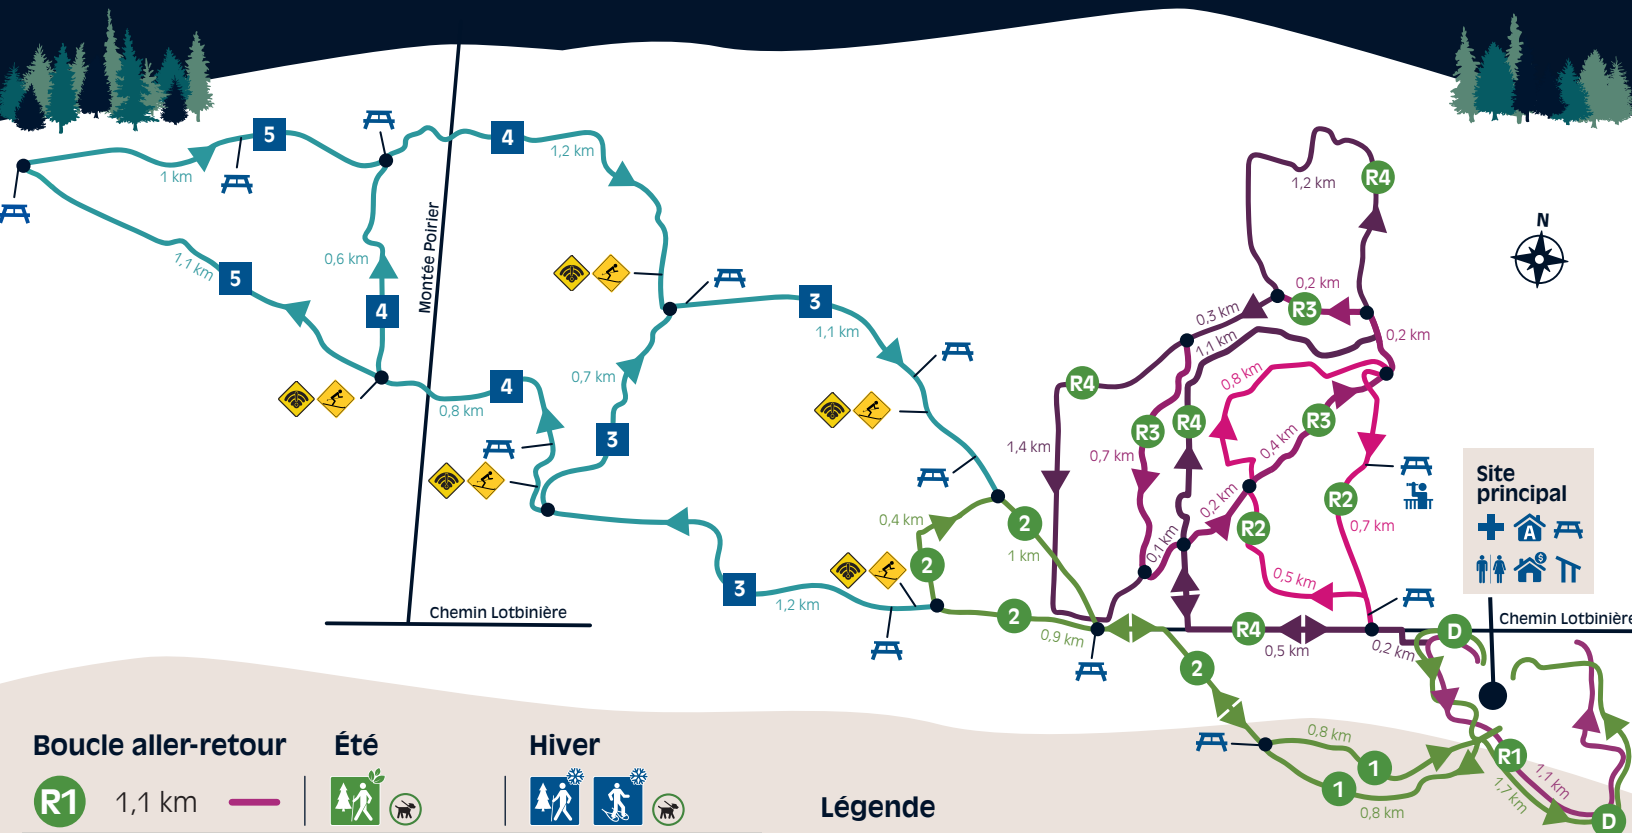 5
4
1,2 km
1 km
R4
1,2 km
N
Montée Poirier
0,6 km
1,1 km
5
4
0,2 km
R3
3
0,3 km
1,1 km
1,1 km
0,2 km
0,7 km
4
0,8 km
R4
0,8 km
R3
R4
R3
0,4 km
3
1,4 km
0,7 km
Site
principal
A
$
R2
0,7 km
0,2 km
R2
0,4 km
2
1 km
0,1 km
2
0,5 km
3
1,2 km
Chemin Lotbinière
2
0,9 km
R4
0,5 km
0,2 km
D
Chemin Lotbinière
2
0,8 km
1
1
0,8 km
R1
1,1 km
1,7 km
D
Boucle aller-retour
Été
Hiver
R1
1,1 km
Légende